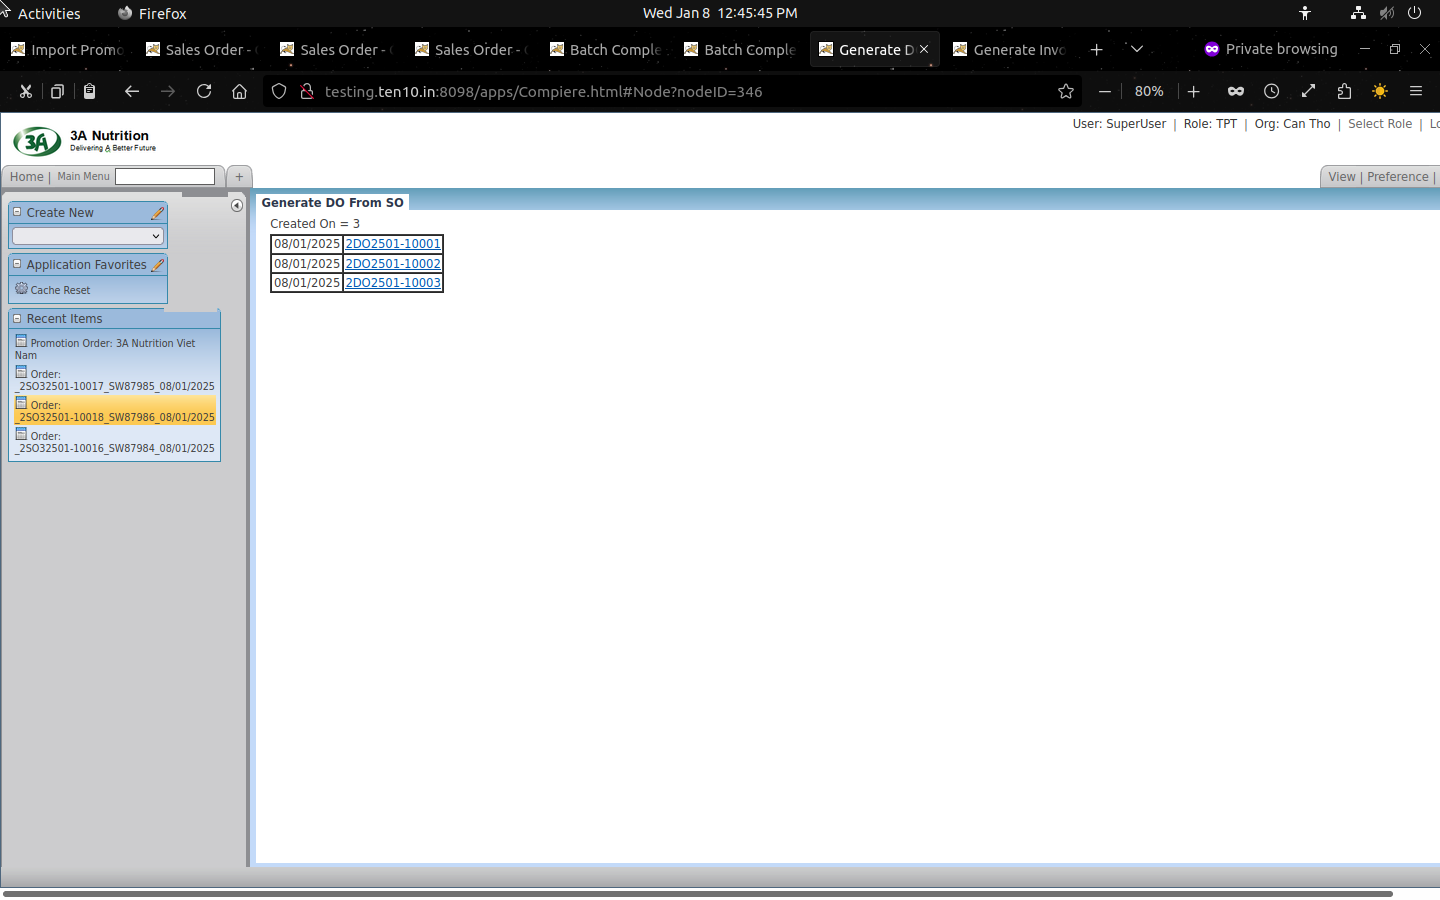 Activities
Firefox
Wed Jan 8 12:45:45 PM
Import Promo
Sales Order -
Sales Order -
Sales Order -
Batch Comple
Batch Comple
Generate D
Generate Invo
Private browsing
testing.ten10.in:8098/apps/Compiere.html#Node?nodeID=346
80%
3A
3A Nutrition
Delivering A Better Future
User: SuperUser | Role: TPT | Org: Can Tho | Select Role | Lo
Home | Main Menu
+
View | Preference |
Create New
Application Favorites
Cache Reset
Recent Items
Promotion Order: 3A Nutrition Viet
Nam
Order:
_2SO32501-10017_SW87985_08/01/2025
Order:
_2SO32501-10018_SW87986_08/01/2025
Order:
_2SO32501-10016_SW87984_08/01/2025
Generate DO From SO
Created On = 3
08/01/2025 2DO2501-10001
08/01/2025 2DO2501-10002
08/01/2025 2DO2501-10003